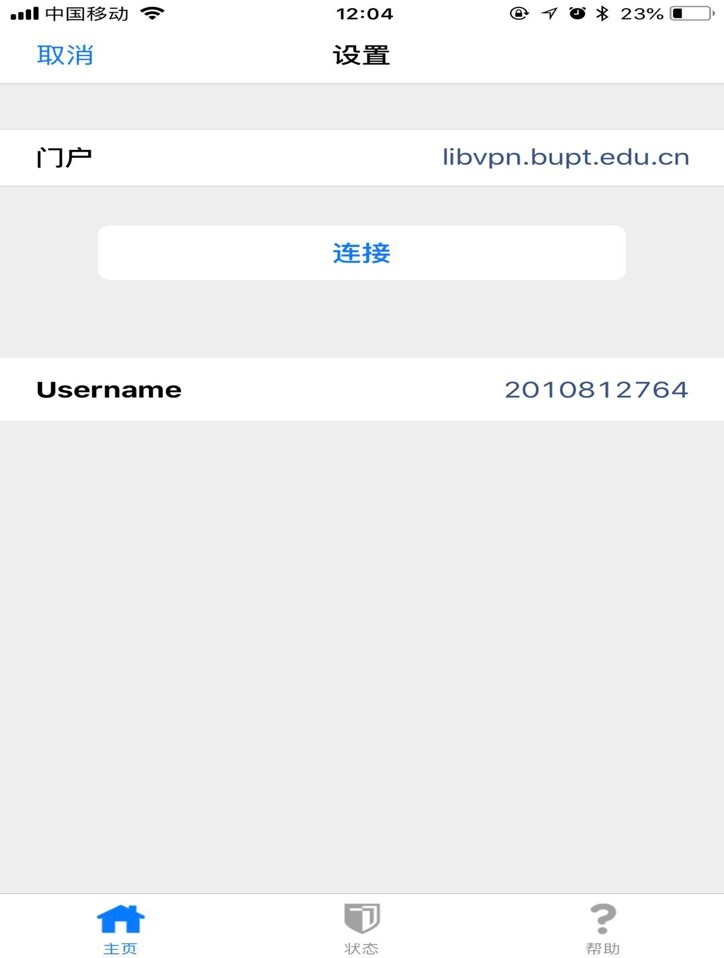 中国移动 12:04 23%
取消 设置
门户 libvpn.bupt.edu.cn
连接
Username 2010812764
主页 状态 帮助